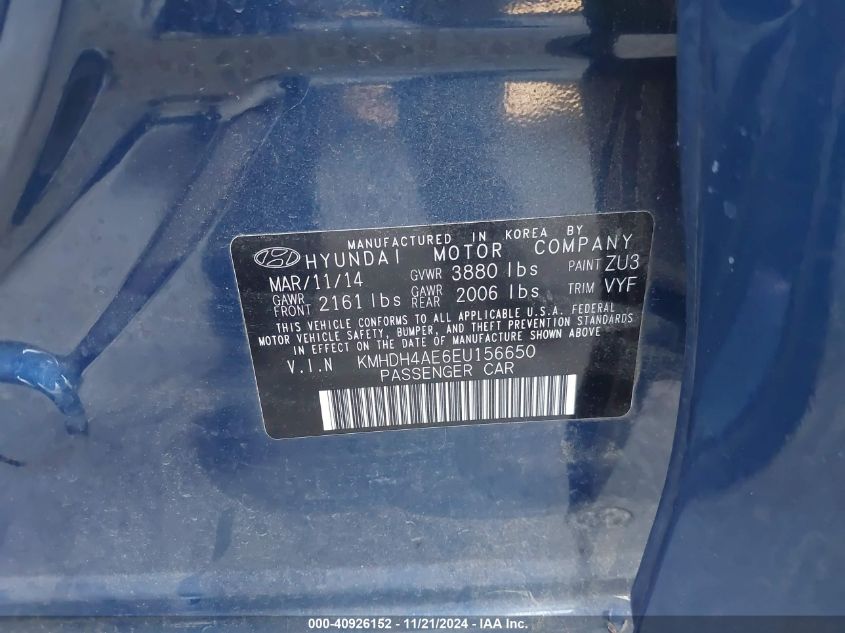 MANUFACTURED IN KOREA BY
HYUNDAI MOTOR COMPANY
MAR/11/14 GVWR 3880 lbs PAINT ZU3
GAWR FRONT 2161 lbs GAWR REAR 2006 lbs TRIM VYF
THIS VEHICLE CONFORMS TO ALL APPLICABLE U.S.A. FEDERAL
MOTOR VEHICLE SAFETY, BUMPER, AND THEFT PREVENTION STANDARDS
IN EFFECT ON THE DATE OF MANUFACTURE SHOWN ABOVE.
V.I.N KMHDH4AE6EU156650
PASSENGER CAR
000-40926152 - 11/21/2024 - IAA Inc.